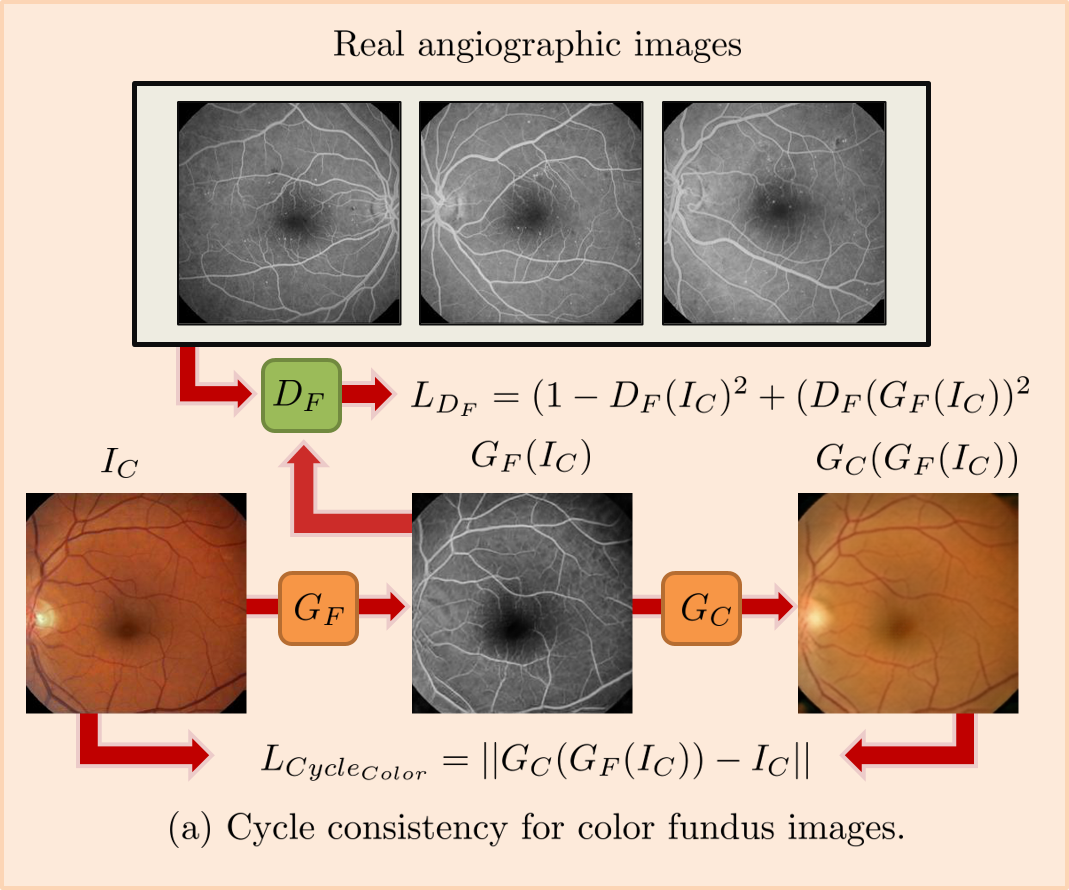 Real angiographic images
D_F
L_{D_F} = (1 − D_F(I_C)^2 + (D_F(G_F(I_C))^2
I_C
G_F(I_C)
G_C(G_F(I_C))
G_F
G_C
L_{Cycle_{Color}} = ||G_C(G_F(I_C)) − I_C||
(a) Cycle consistency for color fundus images.